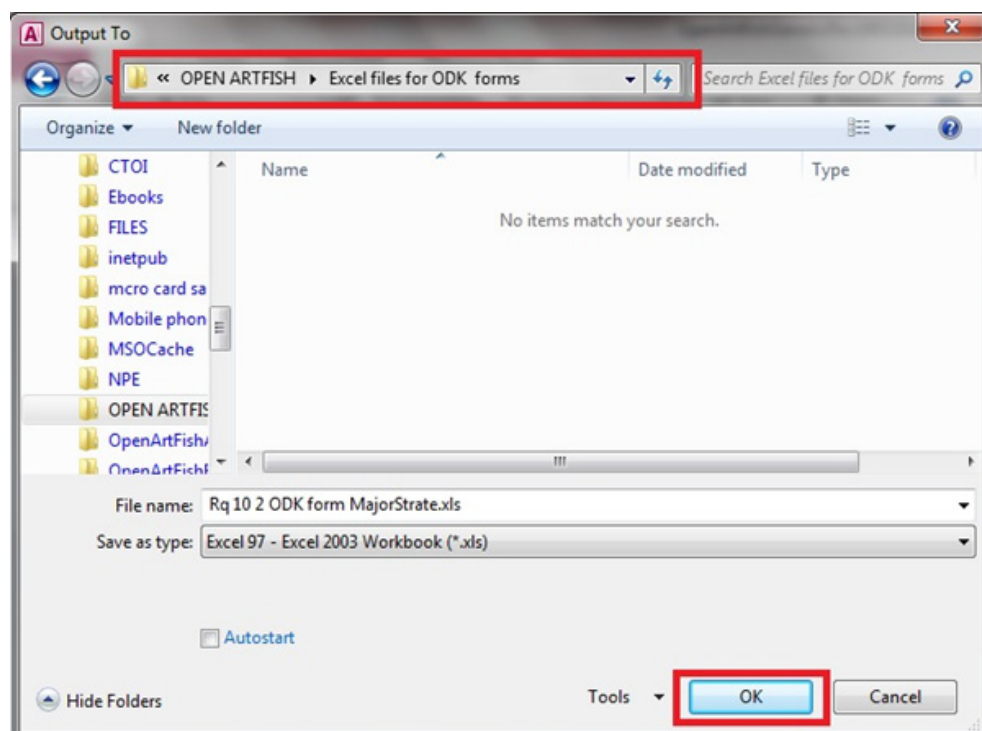 A Output To
« OPEN ARTFISH ▸ Excel files for ODK forms
Search Excel files for ODK forms
Organize ▼ New folder
Name Date modified Type
No items match your search.
CTOI
Ebooks
FILES
inetpub
mcro card sa
Mobile phon
MSOCache
NPE
OPEN ARTFIS
OpenArtFish
OpenArtFish
File name: Rq 10 2 ODK form MajorStrate.xls
Save as type: Excel 97 - Excel 2003 Workbook (*.xls)
Autostart
Hide Folders Tools ▼ OK Cancel